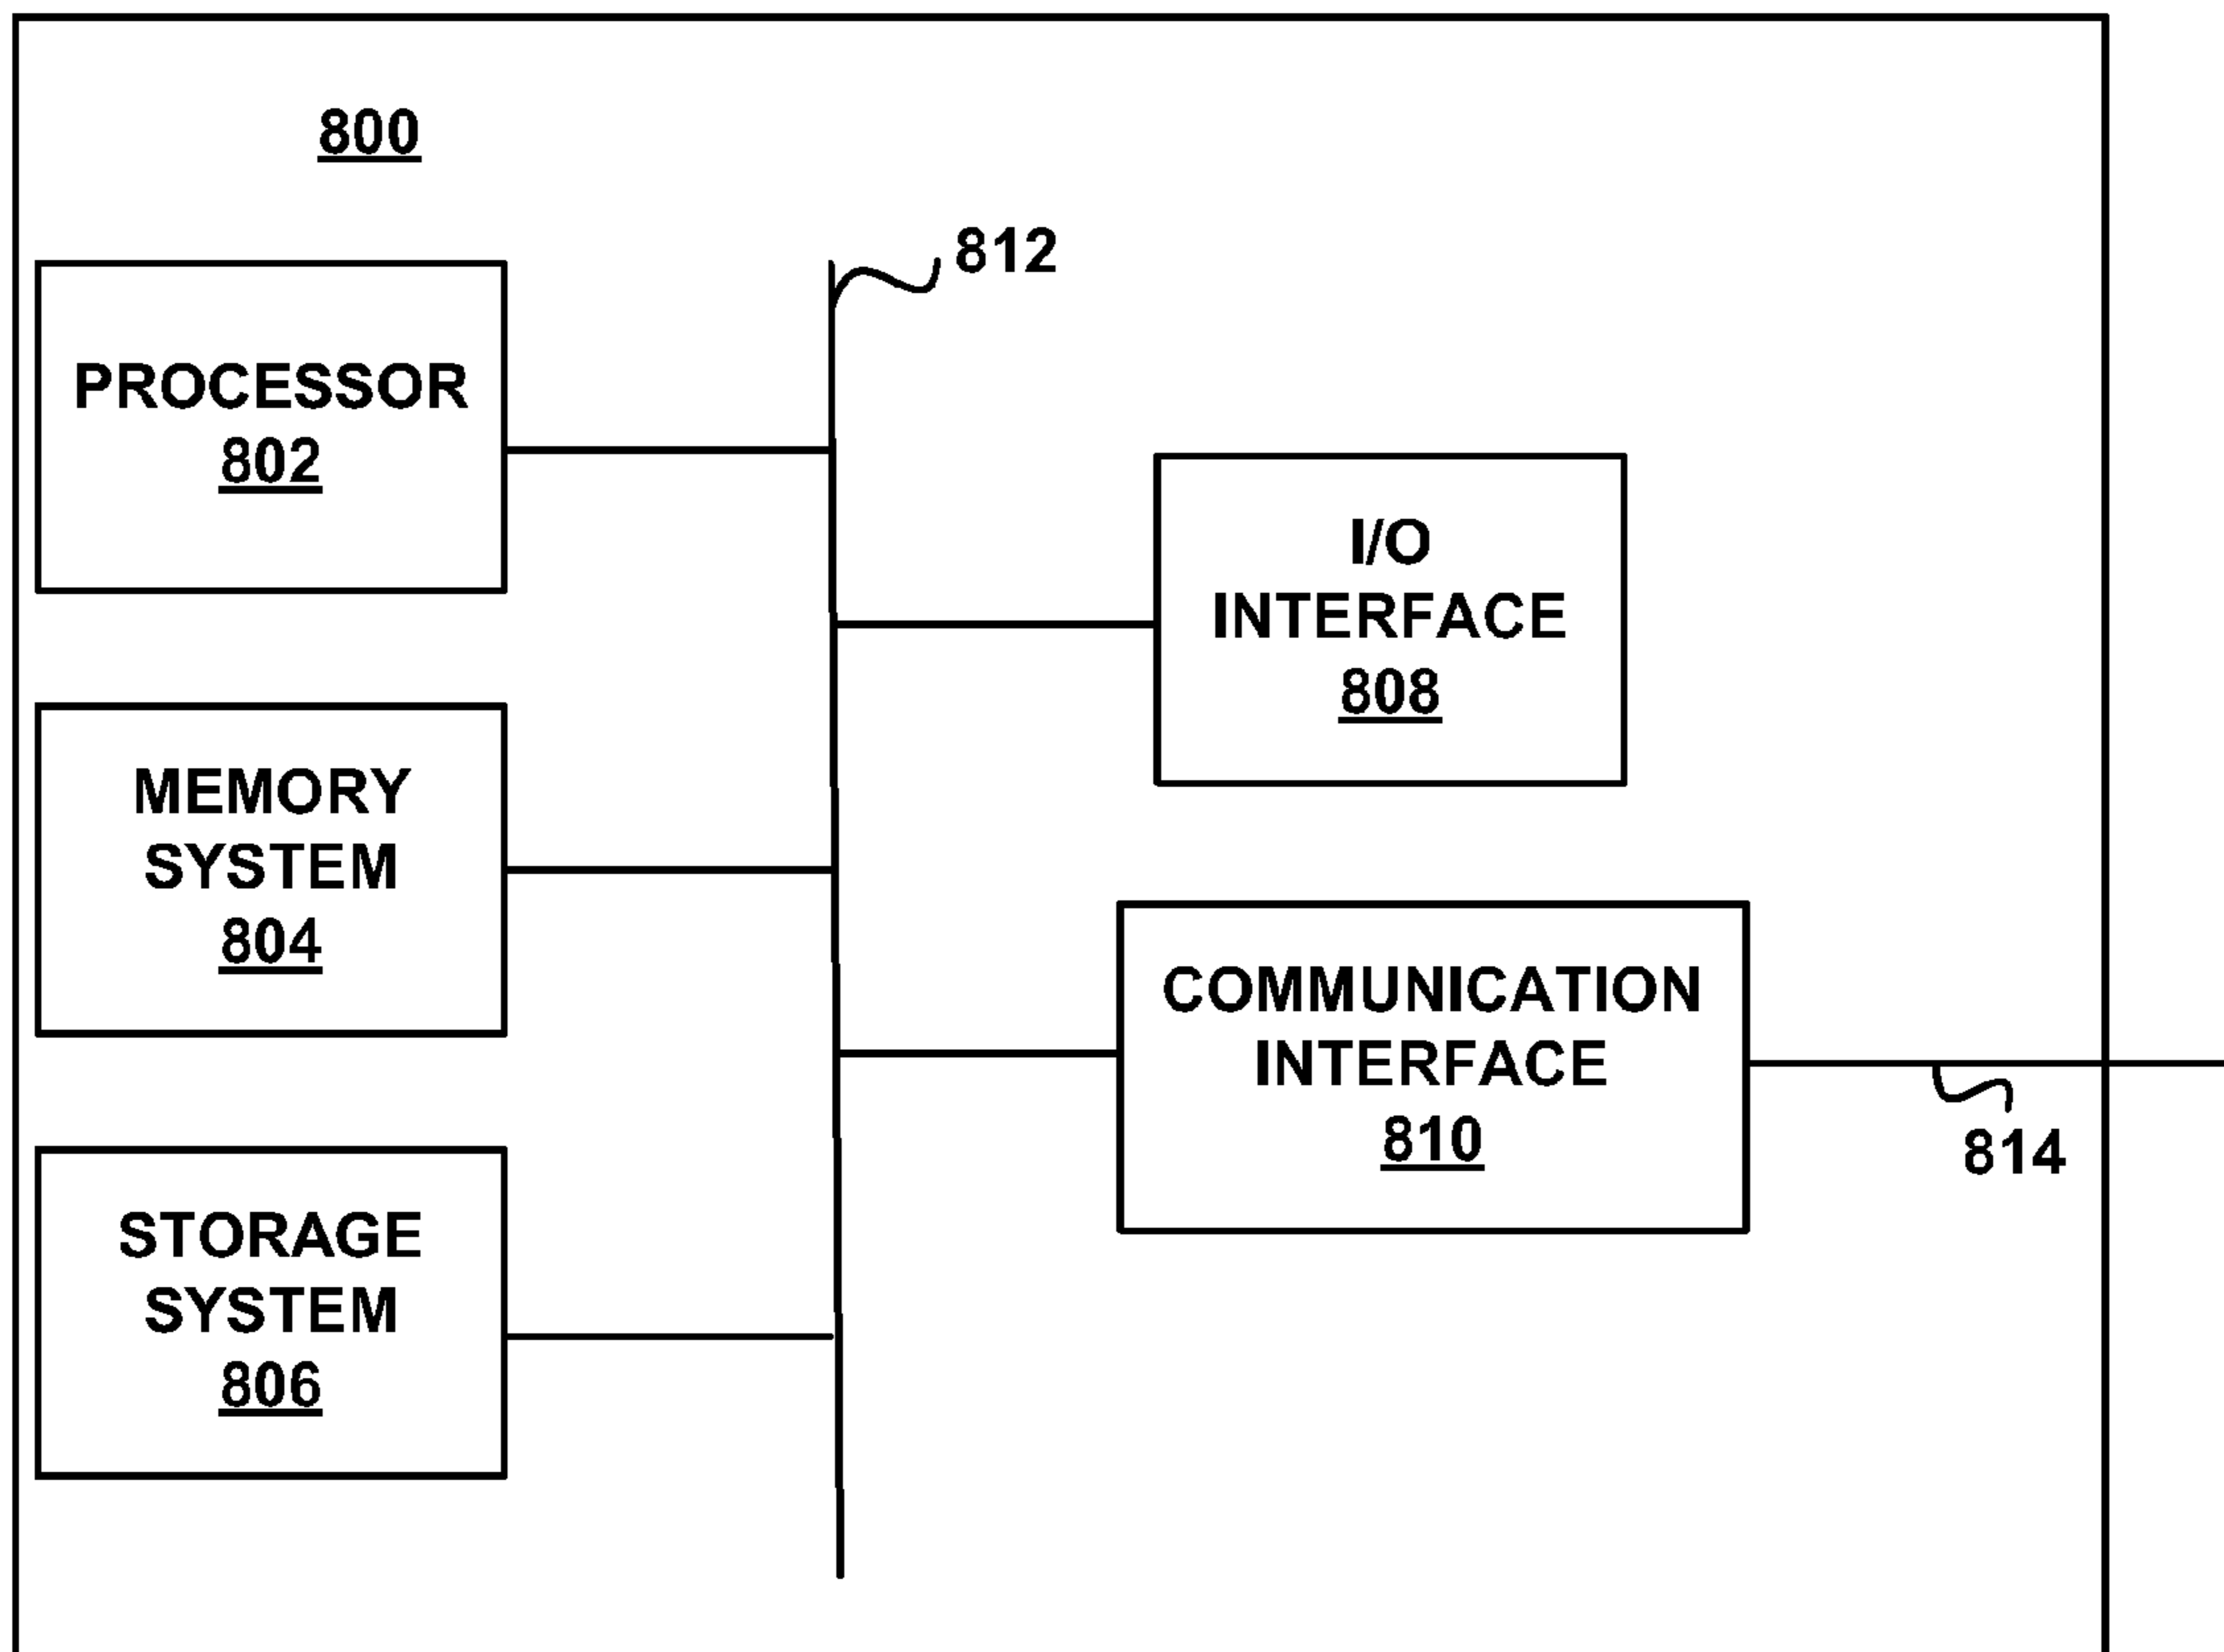 800
812
PROCESSOR
802
I/O
INTERFACE
808
MEMORY
SYSTEM
804
COMMUNICATION
INTERFACE
810
814
STORAGE
SYSTEM
806